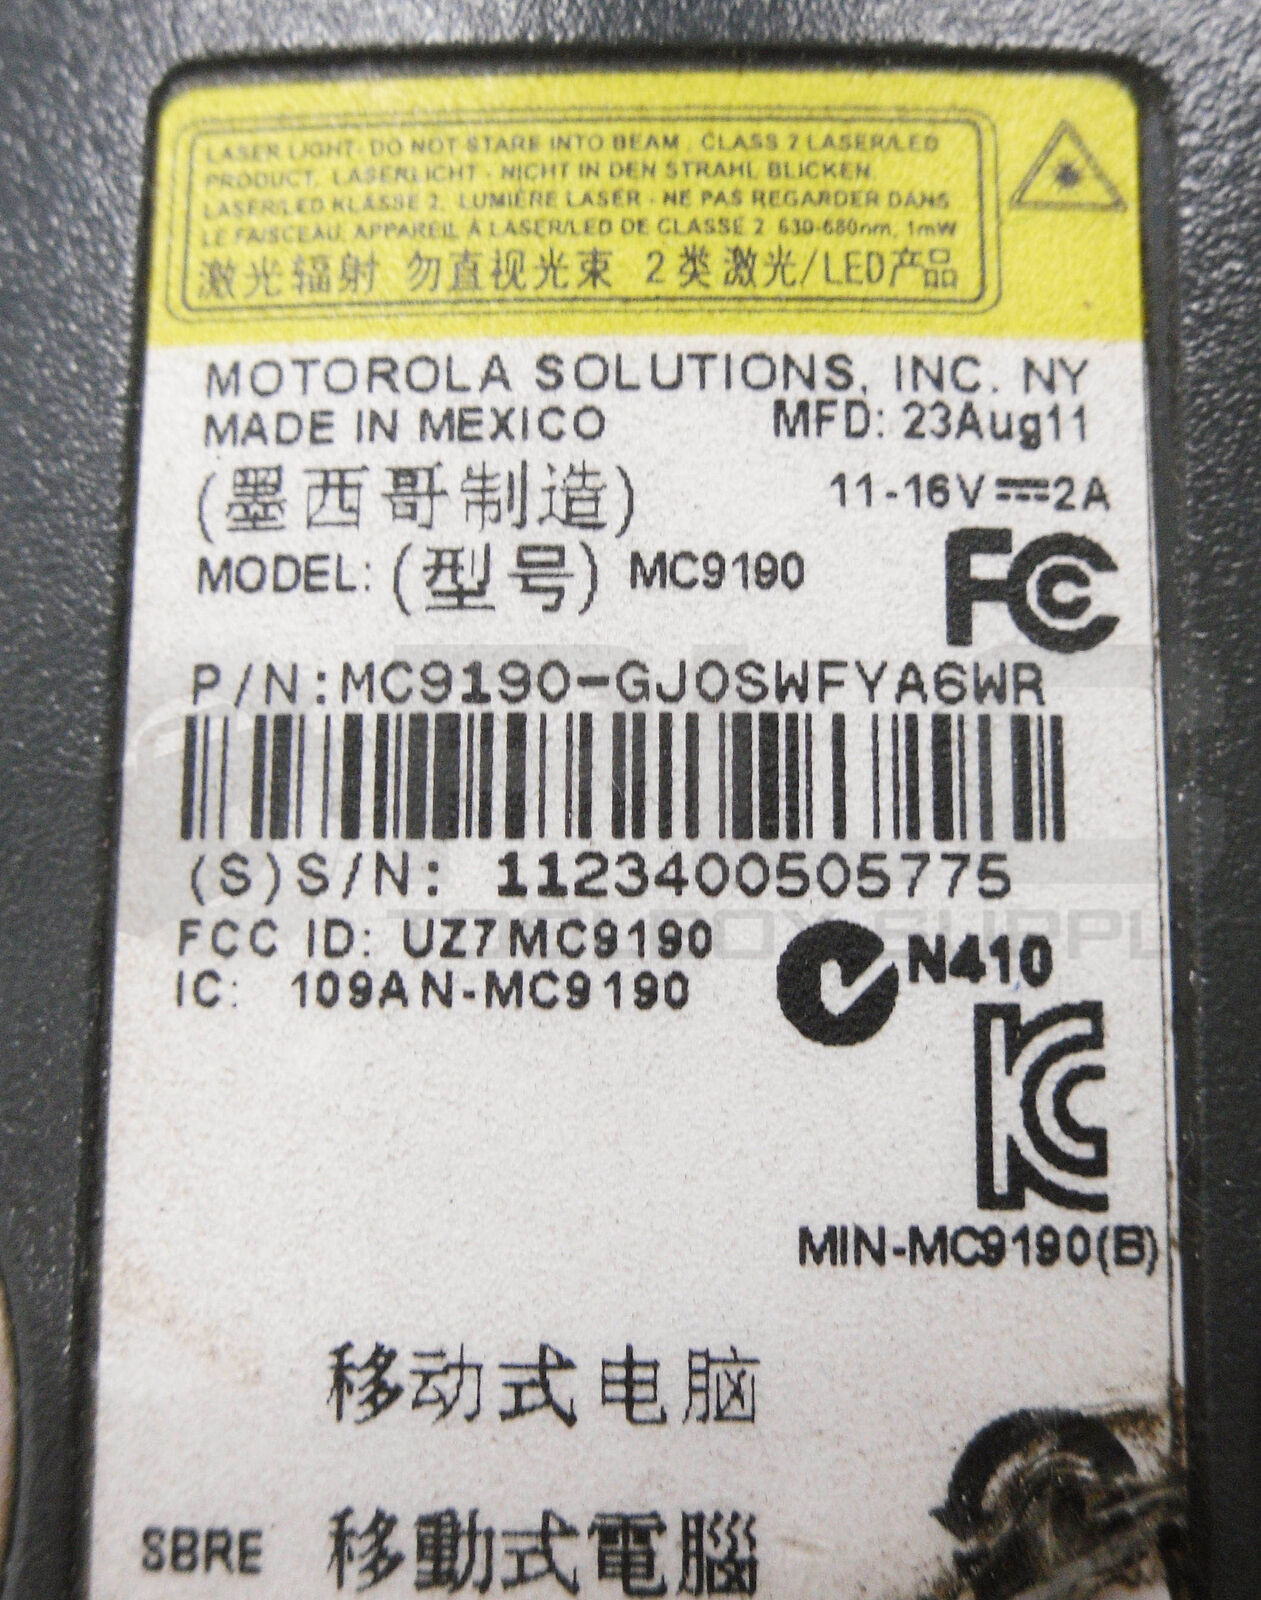 LASER LIGHT- DO NOT STARE INTO BEAM . CLASS 2 LASER/LED
PRODUCT. LASERLICHT - NICHT IN DEN STRAHL BLICKEN.
LASER/LED KLASSE 2. LUMIÈRE LASER - NE PAS REGARDER DANS
LE FAISCEAU. APPAREIL À LASER/LED DE CLASSE 2 630-680nm, 1mW
激光辐射 勿直视光束 2类激光/LED产品
MOTOROLA SOLUTIONS, INC. NY
MADE IN MEXICO MFD: 23Aug11
(墨西哥制造) 11-16V⎓2A
MODEL: (型号) MC9190
FC
P/N:MC9190-GJ0SWFYA6WR
(S)S/N: 1123400505775
FCC ID: UZ7MC9190
N410
IC: 109AN-MC9190
KC
MIN-MC9190(B)
移动式电脑
SBRE 移動式電腦
TOOLBOX SUPPLY